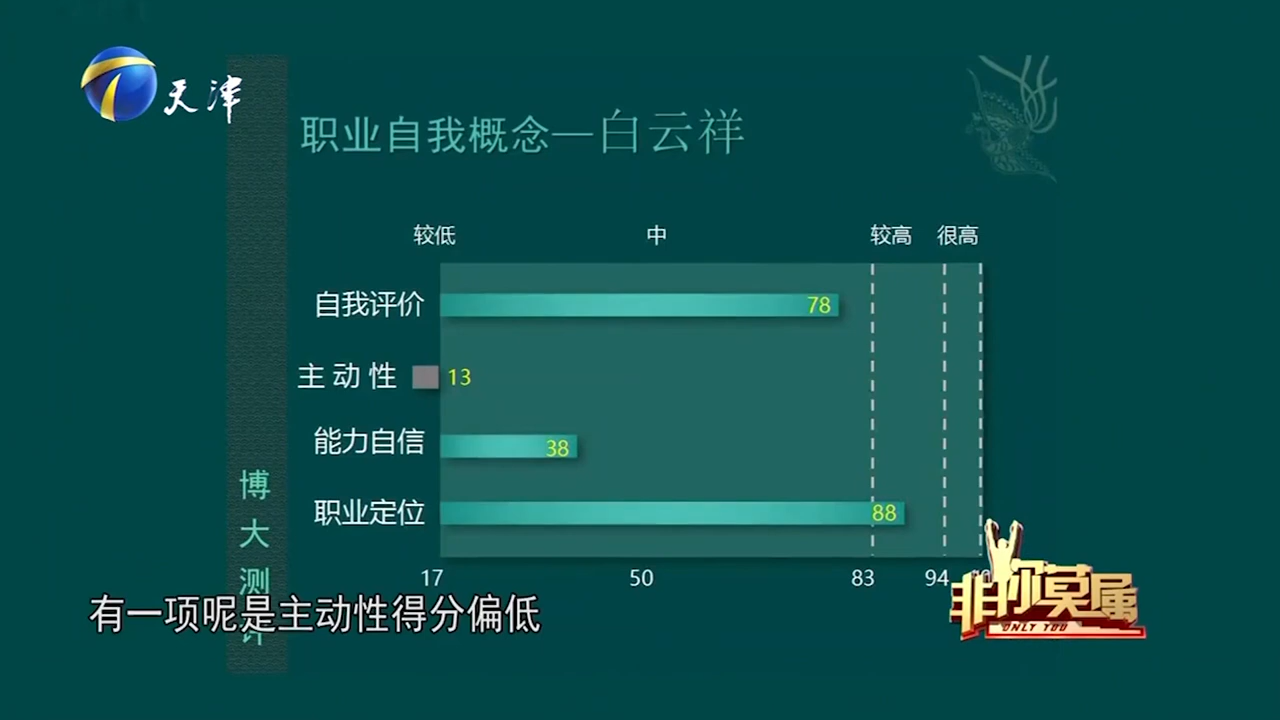 天津
职业自我概念—白云祥
较低 中 较高 很高
自我评价 78
主动性 13
能力自信 38
职业定位 88
17 50 83 94
博大测评
有一项呢是主动性得分偏低
非你莫属
ONLY YOU